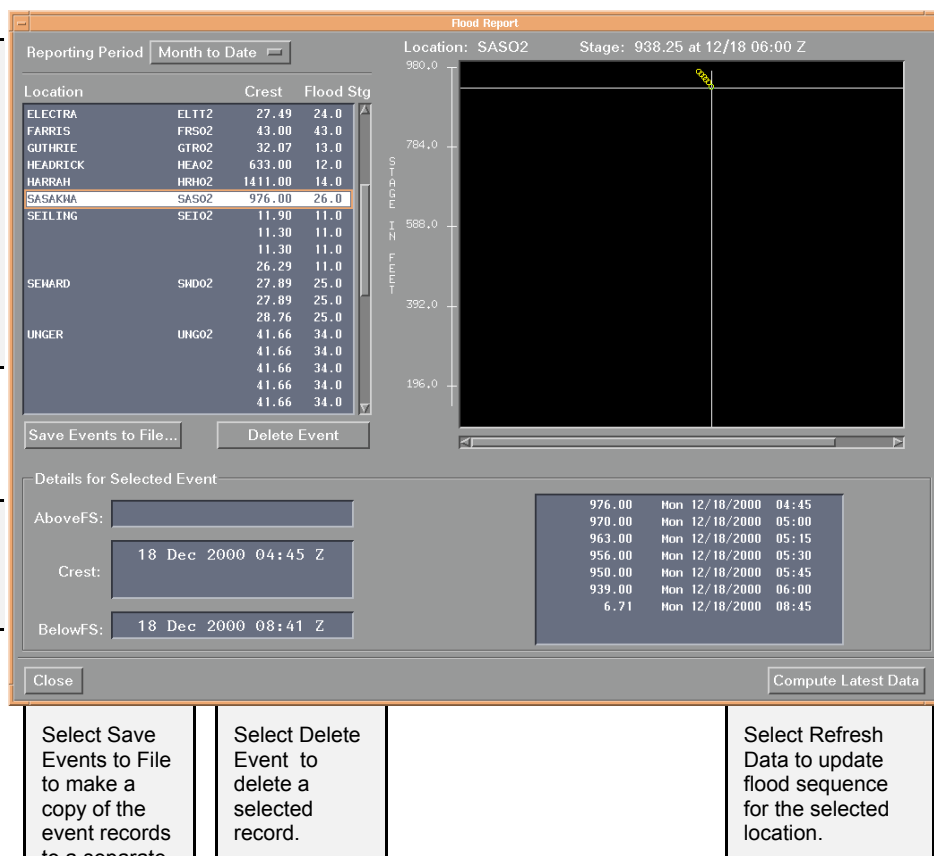 Flood Report
Reporting Period Month to Date
Location Crest Flood Stg
ELECTRA ELTT2 27.49 24.0
FARRIS FRSO2 43.00 43.0
GUTHRIE GTRO2 32.07 13.0
HEADRICK HEAO2 633.00 12.0
HARRAH HRHO2 1411.00 14.0
SASAKWA SASO2 976.00 26.0
SEILING SEIO2 11.90 11.0
11.30 11.0
11.30 11.0
26.29 11.0
SEWARD SWDO2 27.89 25.0
27.89 25.0
28.76 25.0
UNGER UNGO2 41.66 34.0
41.66 34.0
41.66 34.0
41.66 34.0
41.66 34.0
Save Events to File... Delete Event
Location: SASO2 Stage: 938.25 at 12/18 06:00 Z
980.0
784.0
588.0
392.0
196.0
STAGE IN FEET
Details for Selected Event
AboveFS:
Crest: 18 Dec 2000 04:45 Z
BelowFS: 18 Dec 2000 08:41 Z
976.00 Mon 12/18/2000 04:45
970.00 Mon 12/18/2000 05:00
963.00 Mon 12/18/2000 05:15
956.00 Mon 12/18/2000 05:30
950.00 Mon 12/18/2000 05:45
939.00 Mon 12/18/2000 06:00
6.71 Mon 12/18/2000 08:45
Close Compute Latest Data
Select Save
Events to File
to make a
copy of the
event records
to a separate
Select Delete
Event to
delete a
selected
record.
Select Refresh
Data to update
flood sequence
for the selected
location.